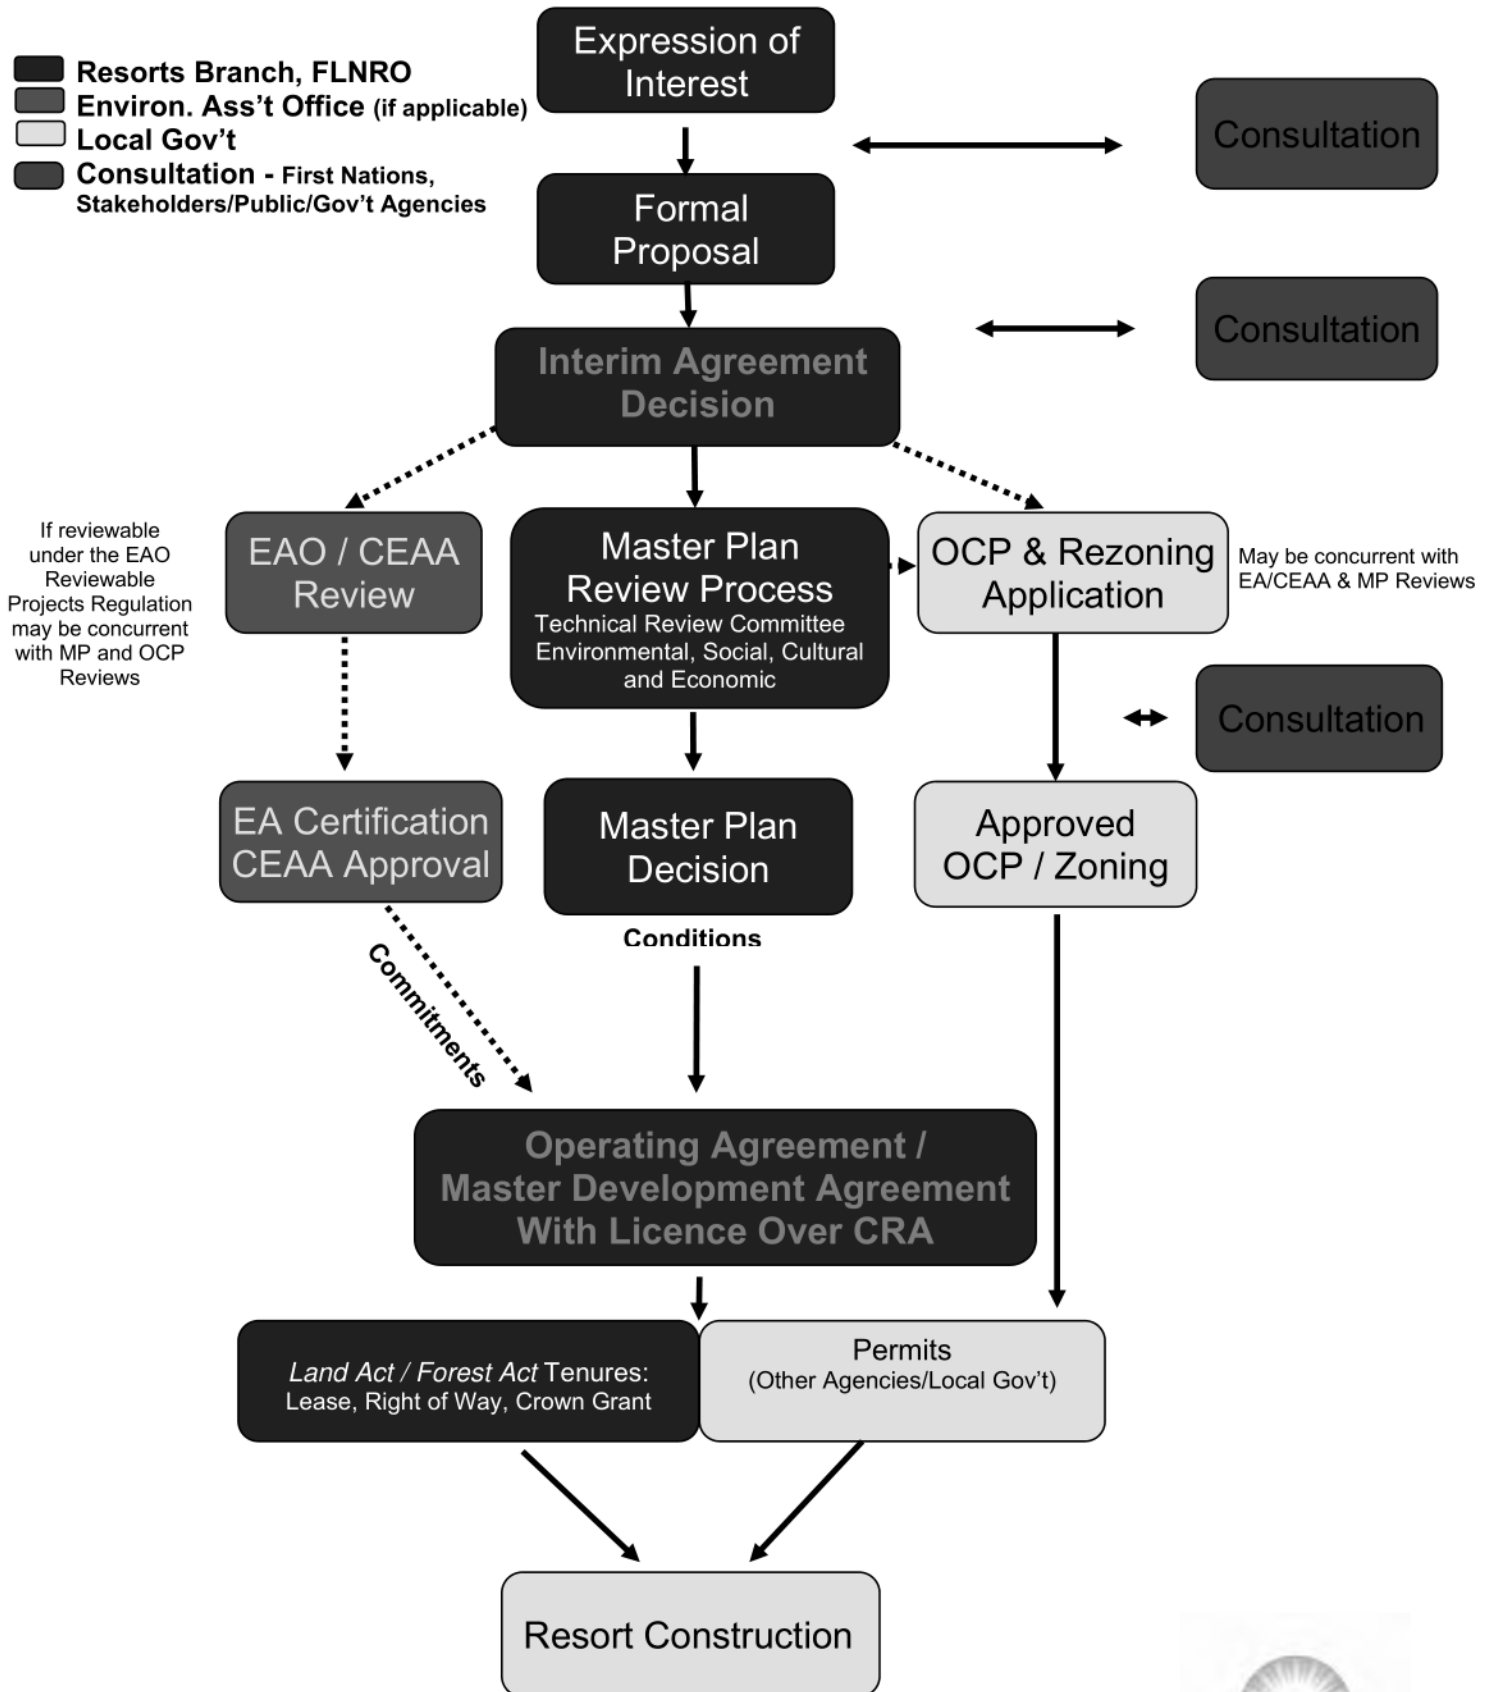 Resorts Branch, FLNRO
Environ. Ass't Office (if applicable)
Local Gov't
Consultation - First Nations,
Stakeholders/Public/Gov't Agencies
Expression of
Interest
Consultation
Formal
Proposal
Consultation
Interim Agreement
Decision
If reviewable
under the EAO
Reviewable
Projects Regulation
may be concurrent
with MP and OCP
Reviews
EAO / CEAA
Review
Master Plan
Review Process
Technical Review Committee
Environmental, Social, Cultural
and Economic
OCP & Rezoning
Application
May be concurrent with
EA/CEAA & MP Reviews
Consultation
EA Certification
CEAA Approval
Master Plan
Decision
Approved
OCP / Zoning
Conditions
Commitments
Operating Agreement /
Master Development Agreement
With Licence Over CRA
Land Act / Forest Act Tenures:
Lease, Right of Way, Crown Grant
Permits
(Other Agencies/Local Gov't)
Resort Construction